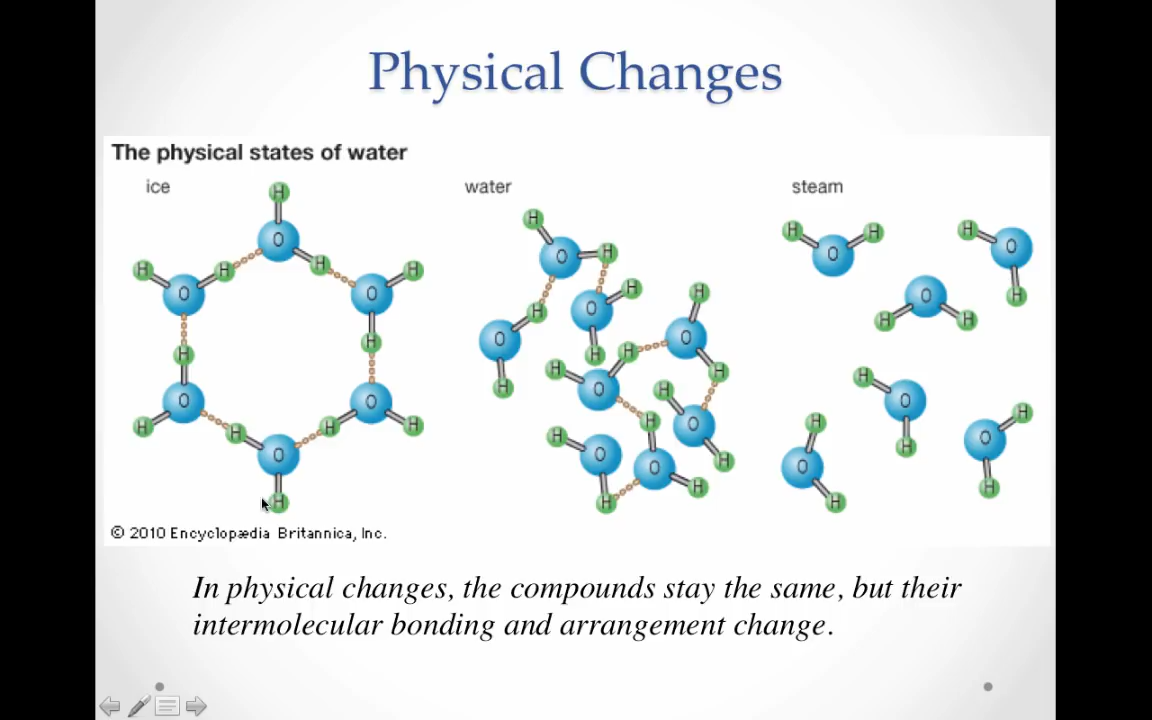 Physical Changes
The physical states of water
ice water steam
H
H H
H O H O H O
O H H H O H
H H H H O H H H
O O O O H
H O H H
H H H H O H
H H O H O
O O H H H O H
H H H H O H O
O O O H
H H H H H
© 2010 Encyclopædia Britannica, Inc.
In physical changes, the compounds stay the same, but their
intermolecular bonding and arrangement change.